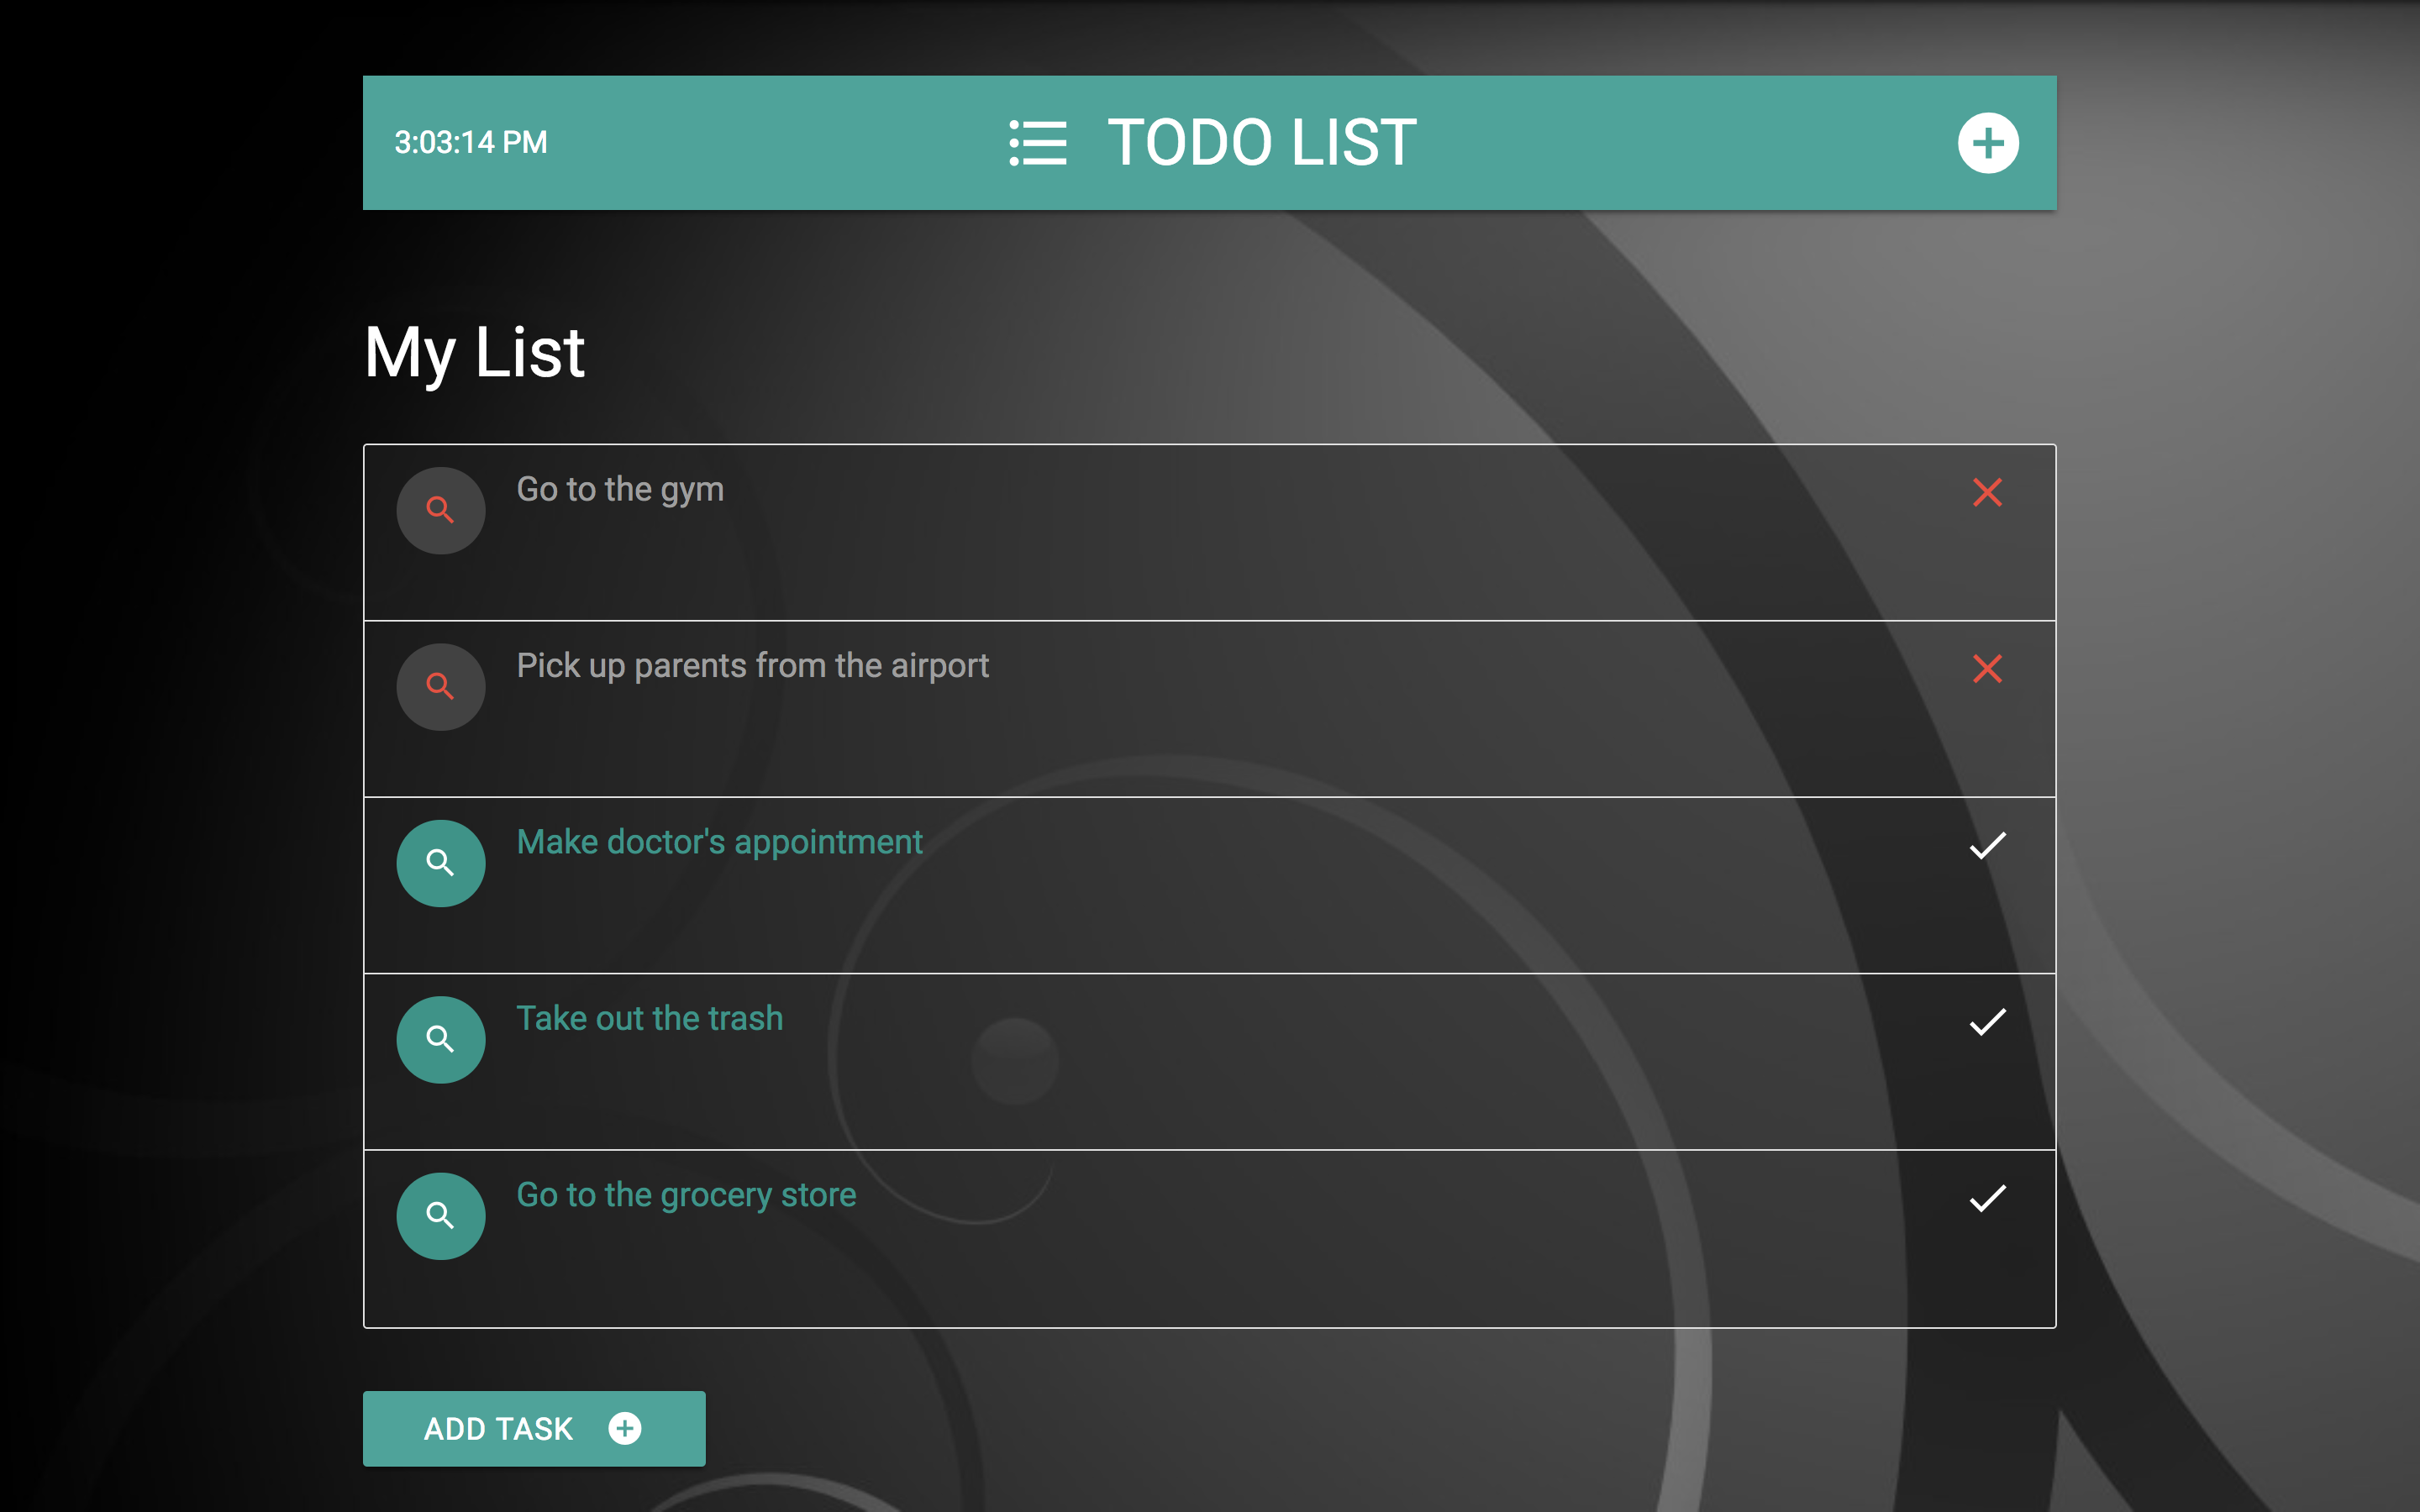 3:03:14 PM
TODO LIST
My List
Go to the gym
Pick up parents from the airport
Make doctor's appointment
Take out the trash
Go to the grocery store
ADD TASK